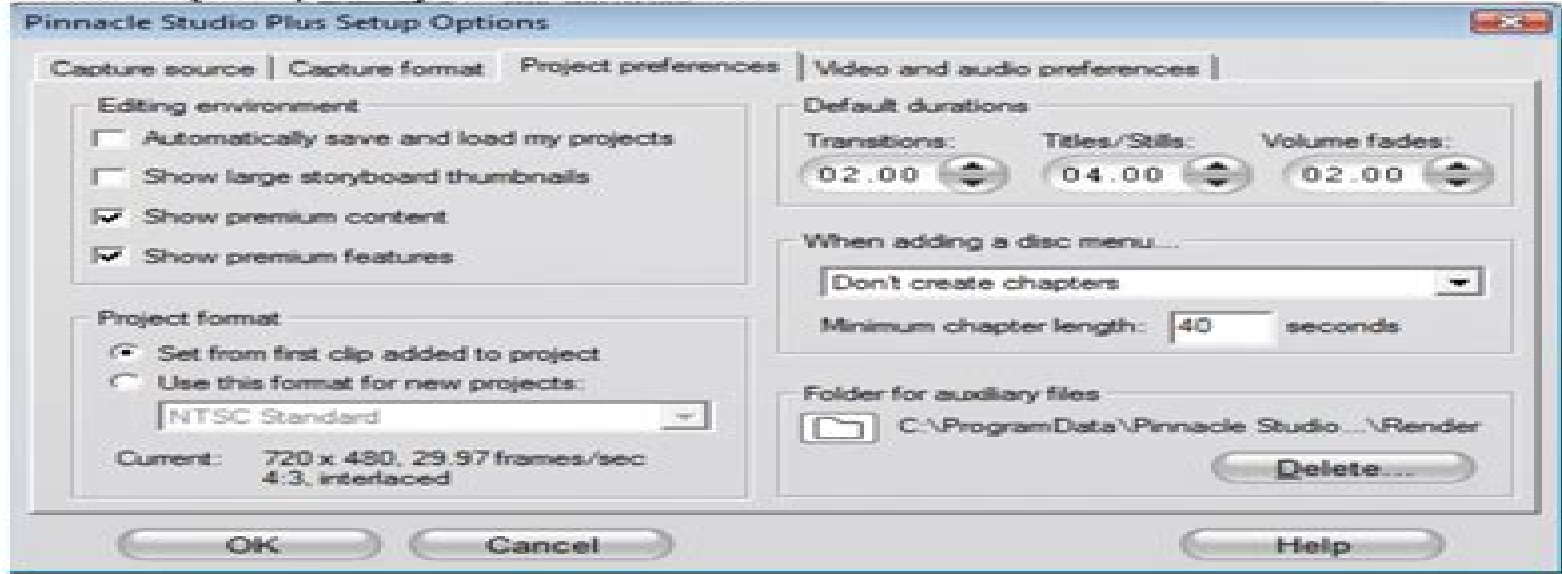 Pinnacle Studio Plus Setup Options
Capture source
Capture format
Project preferences
Video and audio preferences
Editing environment
Automatically save and load my projects
Show large storyboard thumbnails
Show premium content
Show premium features
Project format
Set from first clip added to project
Use this format for new projects:
NTSC Standard
Current: 720 x 480, 29.97 frames/sec
4:3, interlaced
Default durations
Transitions: Titles/Stills: Volume fades:
02.00 04.00 02.00
When adding a disc menu...
Don't create chapters
Minimum chapter length: 40 seconds
Folder for auxiliary files
C:\ProgramData\Pinnacle Studio...\Render
Delete...
OK
Cancel
Help